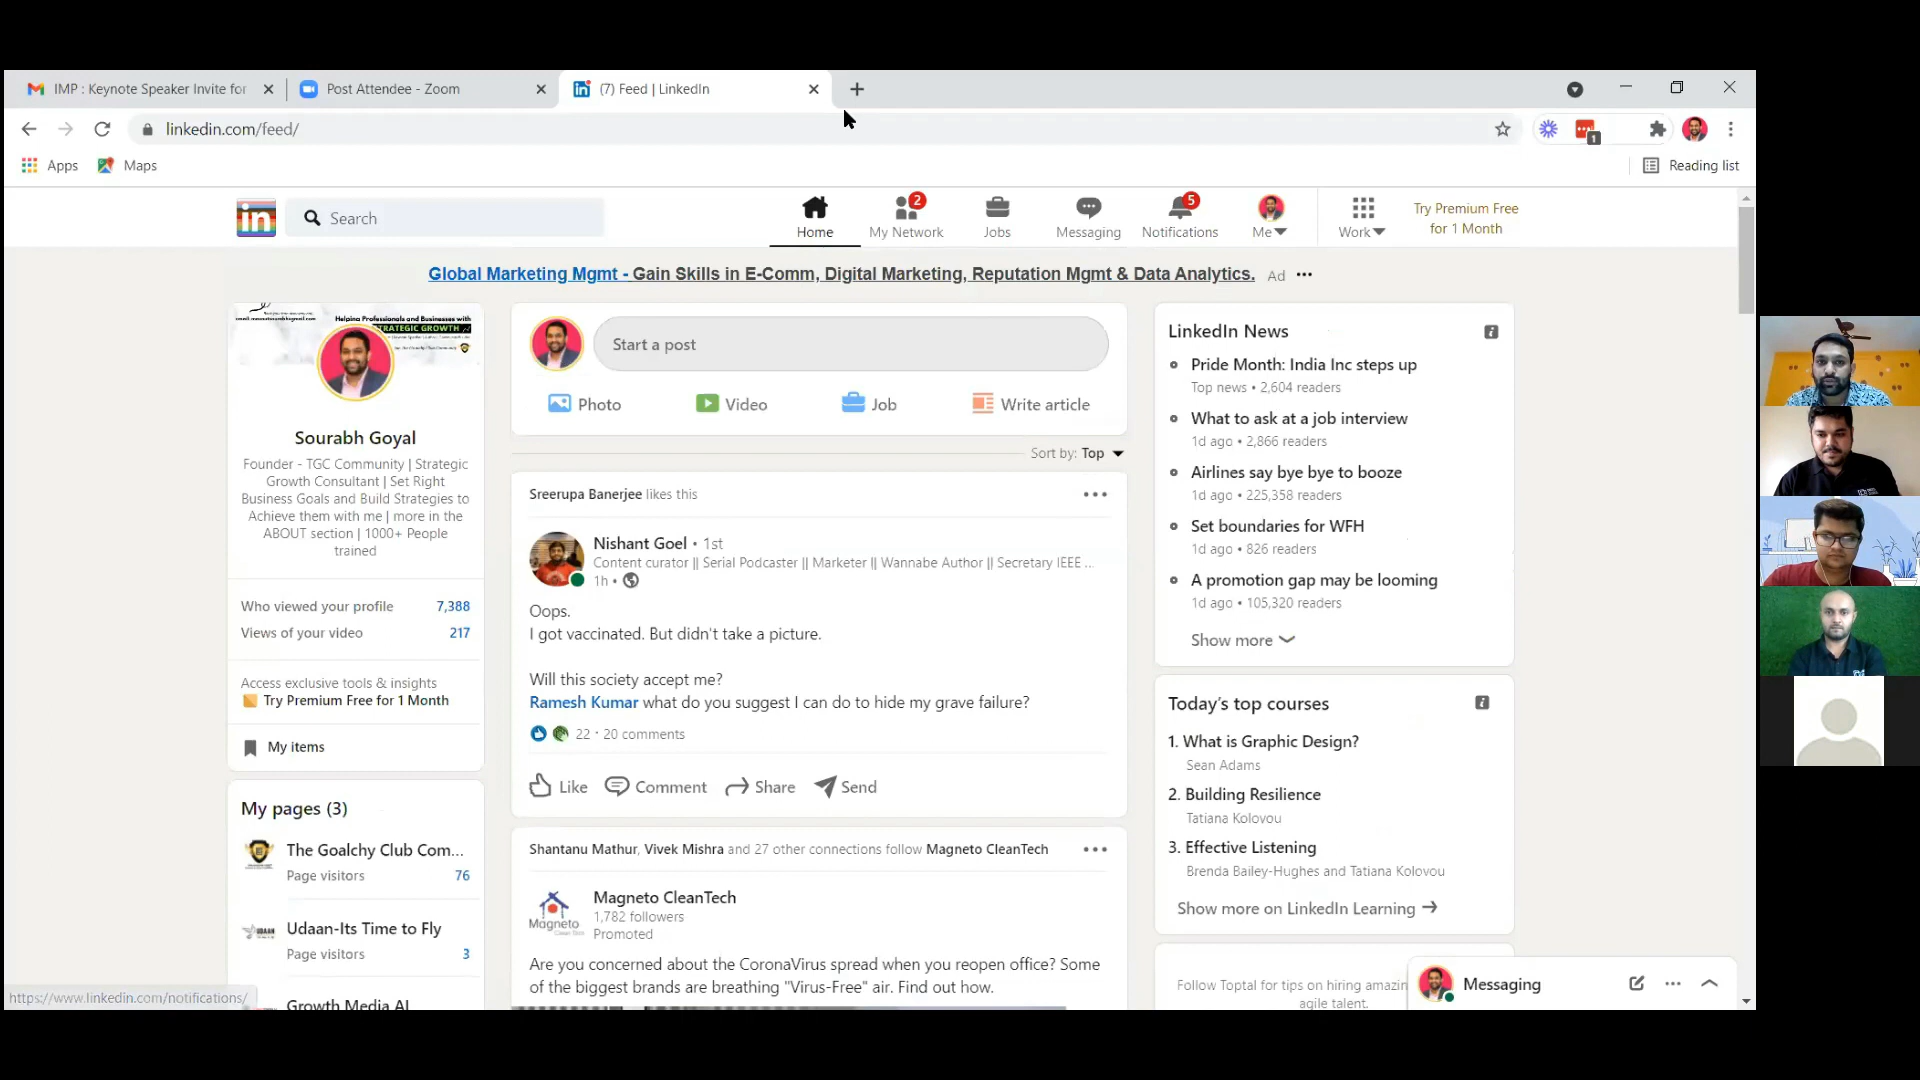 IMP : Keynote Speaker Invite for
Post Attendee - Zoom
(7) Feed | LinkedIn
linkedin.com/feed/
1
Apps
Maps
Reading list
in
Search
Home
2
My Network
Jobs
Messaging
5
Notifications
Me
Work
Try Premium Free
for 1 Month
Global Marketing Mgmt - Gain Skills in E-Comm, Digital Marketing, Reputation Mgmt & Data Analytics.
Ad
Helping Professionals and Businesses with
STRATEGIC GROWTH
Sourabh Goyal
Founder - TGC Community | Strategic
Growth Consultant | Set Right
Business Goals and Build Strategies to
Achieve them with me | more in the
ABOUT section | 1000+ People
trained
Who viewed your profile 7,388
Views of your video 217
Access exclusive tools & insights
Try Premium Free for 1 Month
My items
My pages (3)
The Goalchy Club Com...
Page visitors 76
Udaan-Its Time to Fly
Page visitors 3
Growth Media AI
https://www.linkedin.com/notifications/
Start a post
Photo
Video
Job
Write article
Sort by: Top
Sreerupa Banerjee likes this
Nishant Goel • 1st
Content curator || Serial Podcaster || Marketer || Wannabe Author || Secretary IEEE ...
1h •
Oops.
I got vaccinated. But didn't take a picture.
Will this society accept me?
Ramesh Kumar what do you suggest I can do to hide my grave failure?
22 · 20 comments
Like
Comment
Share
Send
Shantanu Mathur, Vivek Mishra and 27 other connections follow Magneto CleanTech
Magneto
Magneto CleanTech
1,782 followers
Promoted
Are you concerned about the CoronaVirus spread when you reopen office? Some
of the biggest brands are breathing "Virus-Free" air. Find out how.
LinkedIn News
Pride Month: India Inc steps up
Top news • 2,604 readers
What to ask at a job interview
1d ago • 2,866 readers
Airlines say bye bye to booze
1d ago • 225,358 readers
Set boundaries for WFH
1d ago • 826 readers
A promotion gap may be looming
1d ago • 105,320 readers
Show more
Today's top courses
1. What is Graphic Design?
Sean Adams
2. Building Resilience
Tatiana Kolovou
3. Effective Listening
Brenda Bailey-Hughes and Tatiana Kolovou
Show more on LinkedIn Learning
Follow Toptal for tips on hiring amazin
agile talent.
Messaging